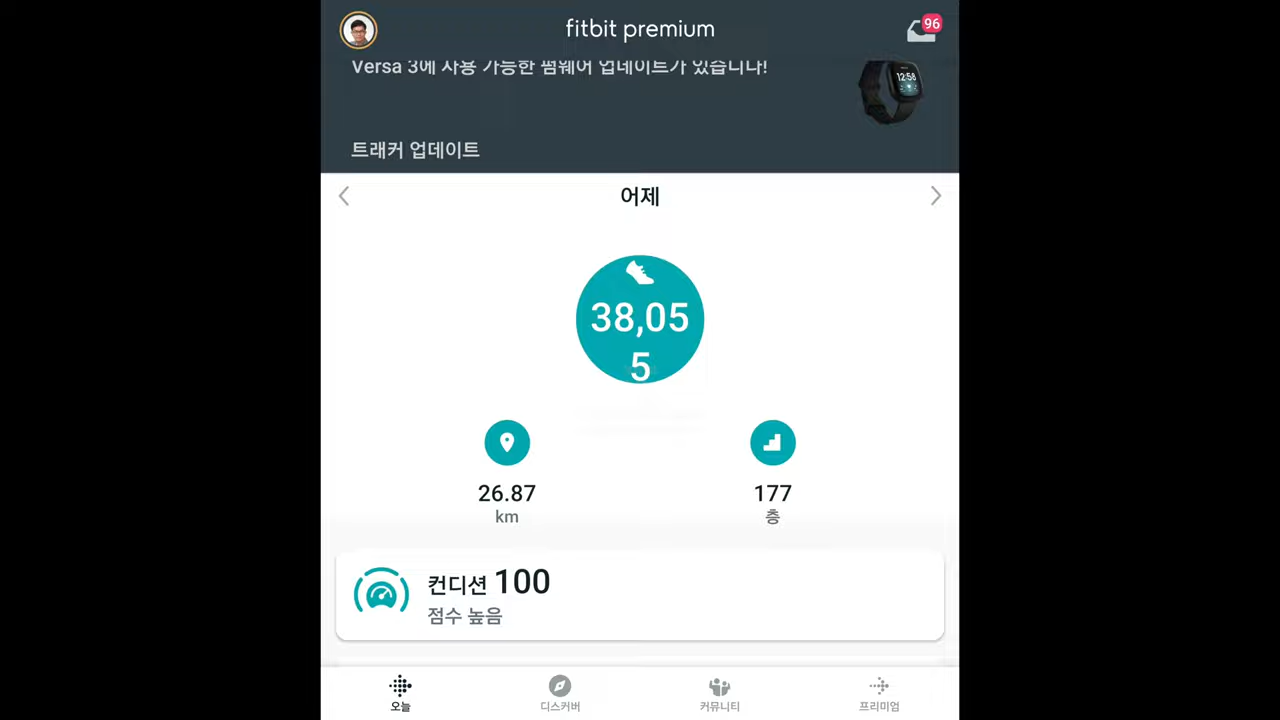 fitbit premium
96
Versa 3에 사용 가능한 펌웨어 업데이트가 있습니다!
12:58
트래커 업데이트
어제
38,05
5
26.87
177
km
층
컨디션 100
점수 높음
오늘
디스커버
커뮤니티
프리미엄